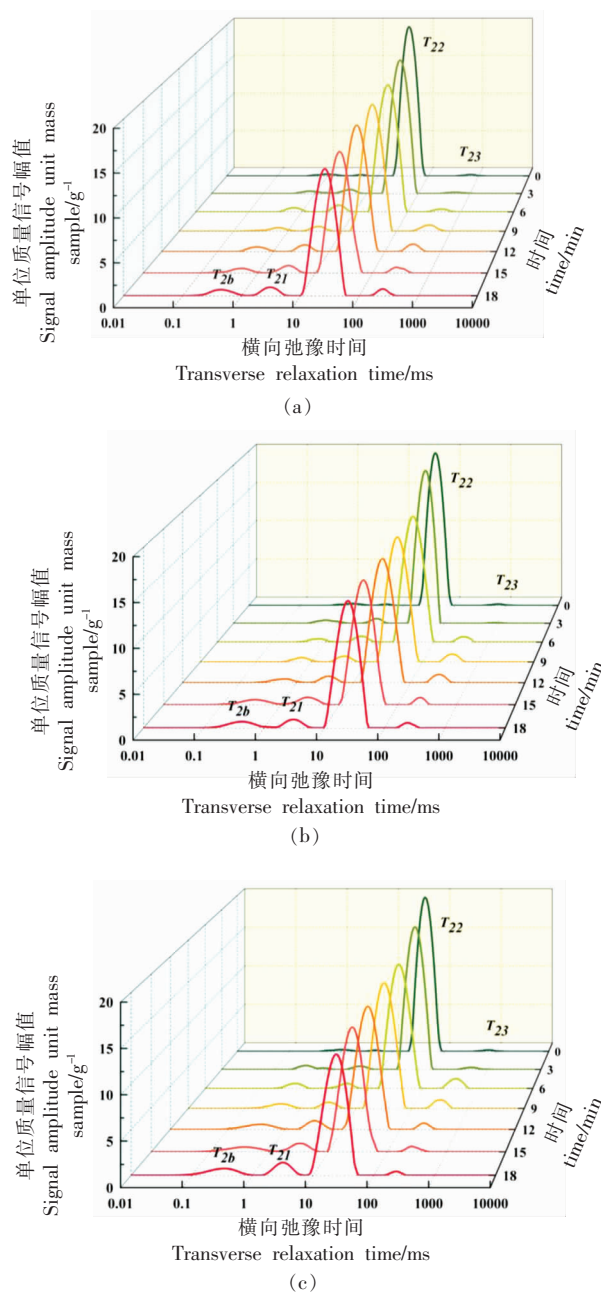 T22
T23
20
15
10
5
0
单位质量信号幅值
Signal amplitude unit mass
sample/g⁻¹
T2b
T21
0
3
6
9
12
15
18
时间
time/min
0.01 0.1 1 10 100 1000 10000
横向弛豫时间
Transverse relaxation time/ms
(a)
T22
T23
20
15
10
5
0
单位质量信号幅值
Signal amplitude unit mass
sample/g⁻¹
T2b
T21
0
3
6
9
12
15
18
时间
time/min
0.01 0.1 1 10 100 1000 10000
横向弛豫时间
Transverse relaxation time/ms
(b)
T22
T23
20
15
10
5
0
单位质量信号幅值
Signal amplitude unit mass
sample/g⁻¹
T2b
T21
0
3
6
9
12
15
18
时间
time/min
0.01 0.1 1 10 100 1000 10000
横向弛豫时间
Transverse relaxation time/ms
(c)